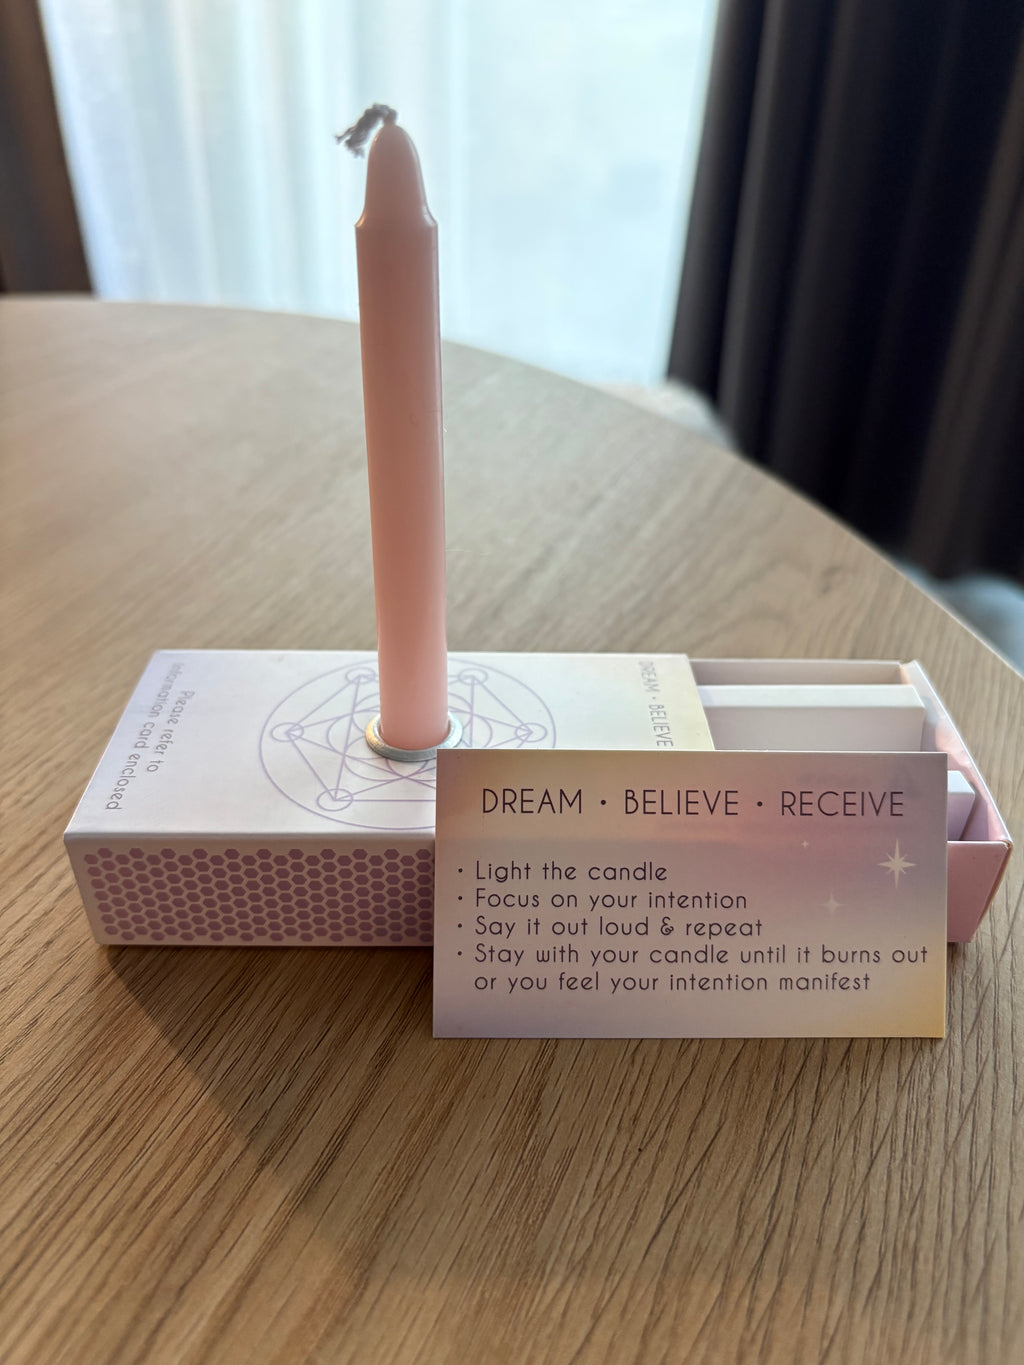 Please refer to
information card enclosed
DREAM • BELIEVE
DREAM • BELIEVE • RECEIVE
• Light the candle
• Focus on your intention
• Say it out loud & repeat
• Stay with your candle until it burns out
or you feel your intention manifest